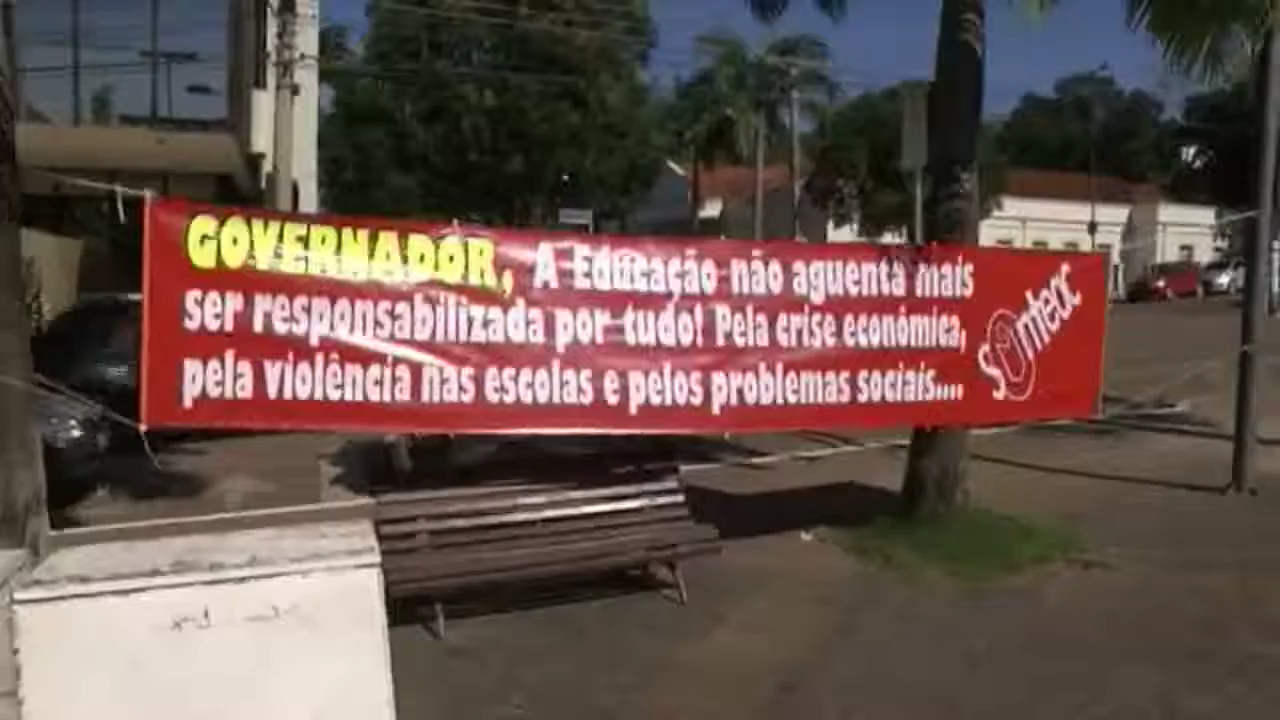 GOVERNADOR, A Educação não aguenta mais
ser responsabilizada por tudo! Pela crise econômica,
pela violência nas escolas e pelos problemas sociais....
sinteac